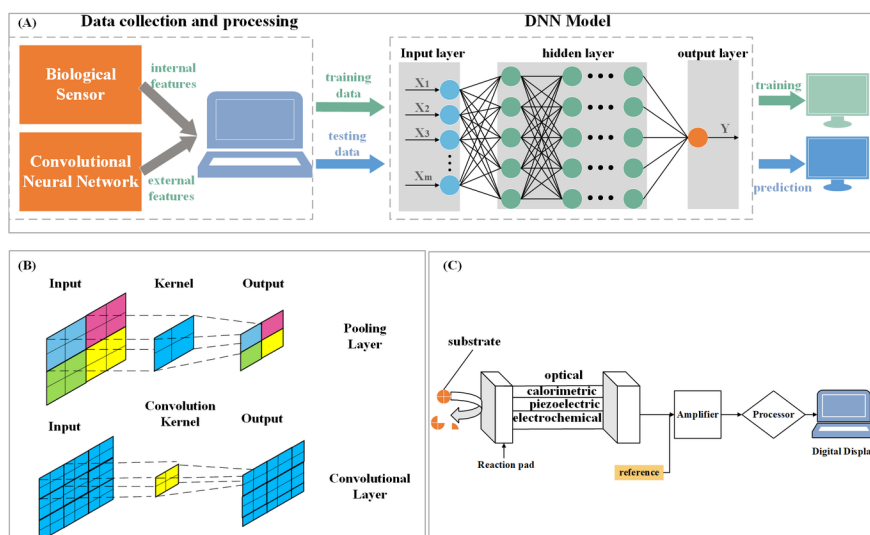 (A)
Data collection and processing
DNN Model
Biological
Sensor
internal
features
Convolutional
Neural Network
external
features
training
data
testing
data
Input layer
hidden layer
output layer
X1
X2
X3
Xm
Y
training
prediction
(B)
Input
Kernel
Output
Pooling
Layer
Input
Convolution
Kernel
Output
Convolutional
Layer
(C)
substrate
optical
calorimetric
piezoelectric
electrochemical
Reaction pad
reference
Amplifier
Processor
Digital Display